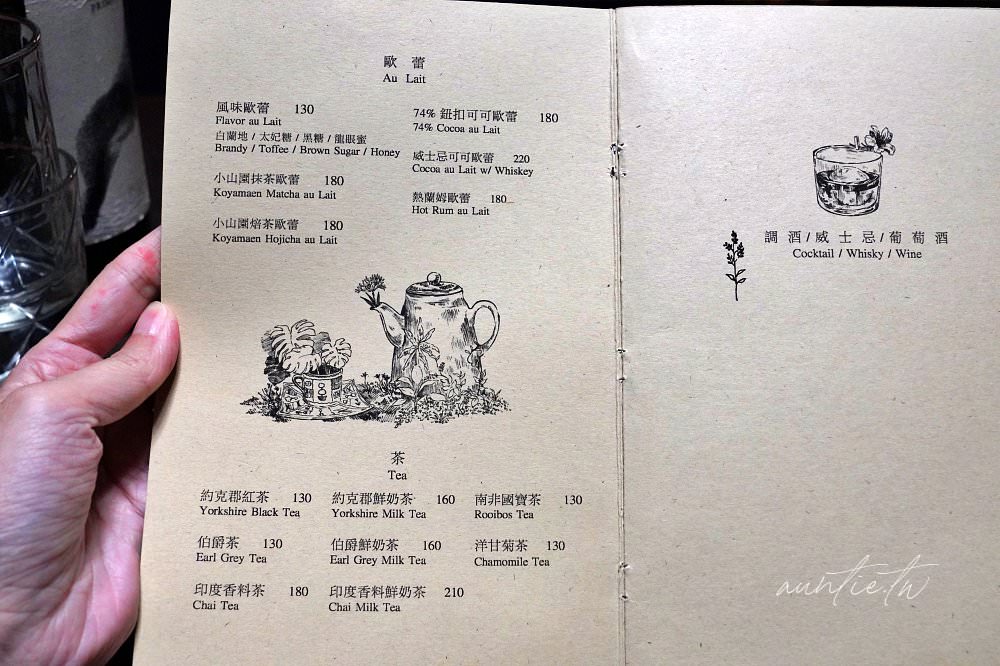 歐 蕾
Au Lait
風味歐蕾 130
Flavor au Lait
白蘭地 / 太妃糖 / 黑糖 / 龍眼蜜
Brandy / Toffee / Brown Sugar / Honey
小山園抹茶歐蕾 180
Koyamaen Matcha au Lait
小山園焙茶歐蕾 180
Koyamaen Hojicha au Lait
74% 鈕扣可可歐蕾 180
74% Cocoa au Lait
威士忌可可歐蕾 220
Cocoa au Lait w/ Whiskey
熱蘭姆歐蕾 180
Hot Rum au Lait
茶
Tea
約克郡紅茶 130
Yorkshire Black Tea
伯爵茶 130
Earl Grey Tea
印度香料茶 180
Chai Tea
約克郡鮮奶茶 160
Yorkshire Milk Tea
伯爵鮮奶茶 160
Earl Grey Milk Tea
印度香料鮮奶茶 210
Chai Milk Tea
南非國寶茶 130
Rooibos Tea
洋甘菊茶 130
Chamomile Tea
調 酒 / 威 士 忌 / 葡 萄 酒
Cocktail / Whisky / Wine
auntie.tn